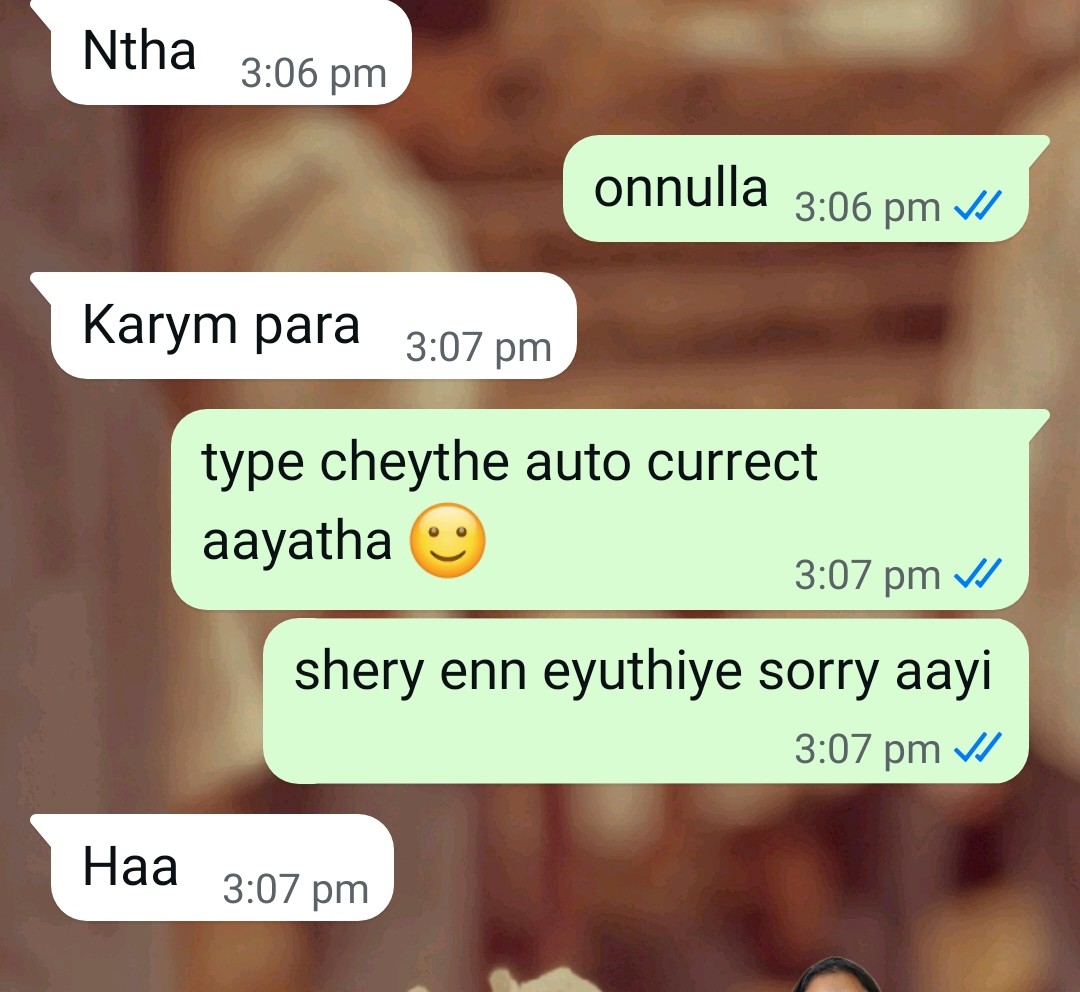 Ntha 3:06 pm
onnulla 3:06 pm
Karym para 3:07 pm
type cheythe auto currect
aayatha 🙂 3:07 pm
shery enn eyuthiye sorry aayi
3:07 pm
Haa 3:07 pm